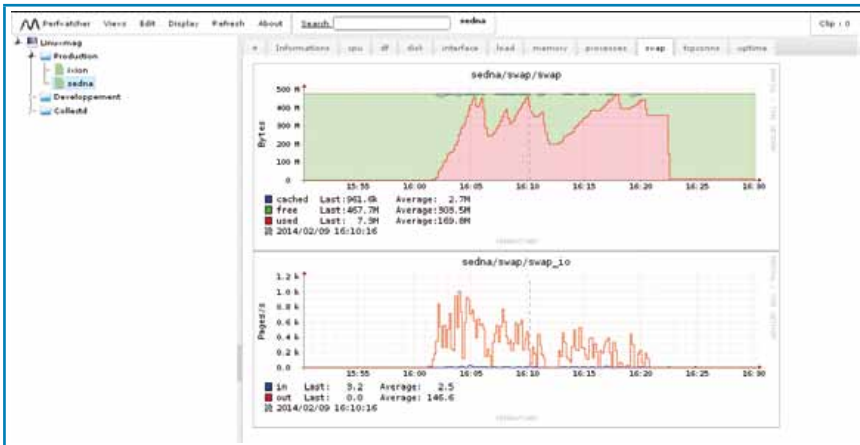 Perfwatcher Views Edit Display Refresh About Search sedna Clip : 0
Linuxmag
Production
ixion
sedna
Developpement
Collectd
+ Informations cpu df disk interface load memory processes swap tcpconns uptime
sedna/swap/swap
Bytes
500 M
400 M
300 M
200 M
100 M
0
15:55 16:00 16:05 16:10 16:15 16:20 16:25 16:30
cached Last:961.6k Average: 2.7M
free Last:467.7M Average:303.5M
used Last: 7.3M Average:169.8M
2014/02/09 16:10:16
sedna/swap/swap_io
Pages/s
1.2 k
1.0 k
0.8 k
0.6 k
0.4 k
0.2 k
0.0
15:55 16:00 16:05 16:10 16:15 16:20 16:25 16:30
in Last: 3.2 Average: 2.5
out Last: 0.0 Average: 146.6
2014/02/09 16:10:16